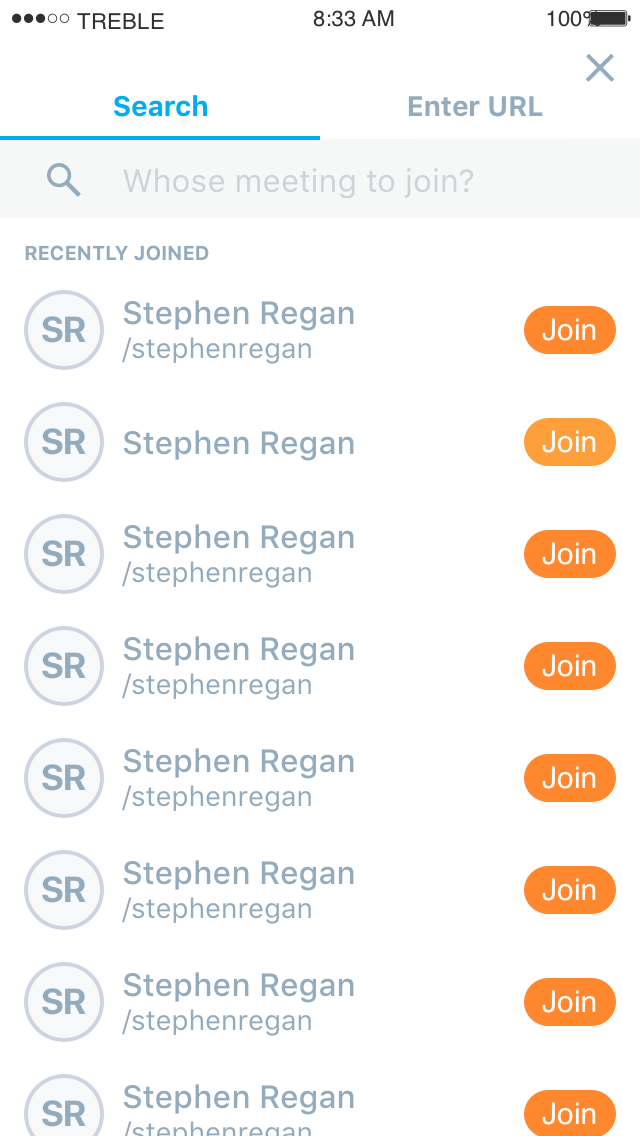 TREBLE 8:33 AM 100%
Search Enter URL
Whose meeting to join?
RECENTLY JOINED
SR Stephen Regan Join
/stephenregan
SR Stephen Regan Join
SR Stephen Regan Join
/stephenregan
SR Stephen Regan Join
/stephenregan
SR Stephen Regan Join
/stephenregan
SR Stephen Regan Join
/stephenregan
SR Stephen Regan Join
/stephenregan
SR Stephen Regan Join
/stephenregan